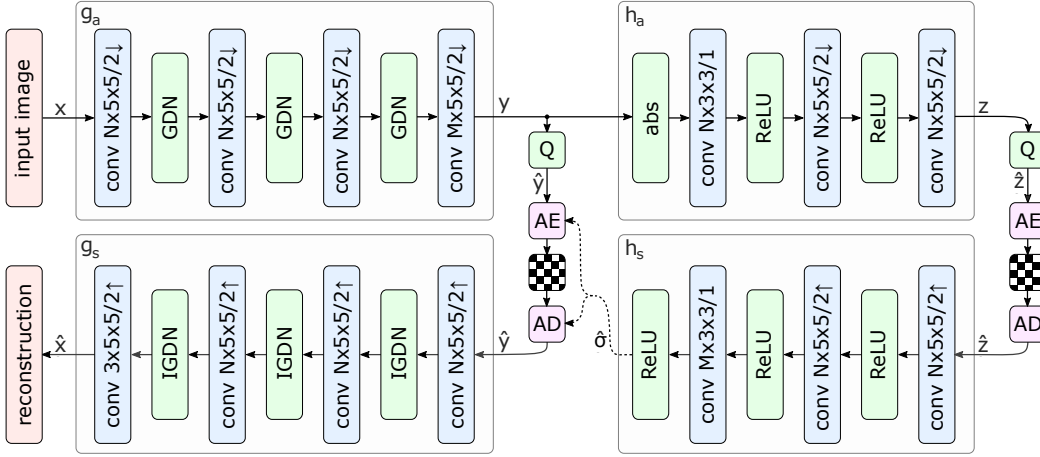 g_a
input image
x
conv Nx5x5/2↓
GDN
conv Nx5x5/2↓
GDN
conv Nx5x5/2↓
GDN
conv Mx5x5/2↓
y
Q
ŷ
AE
AD
h_a
abs
conv Nx3x3/1
ReLU
conv Nx5x5/2↓
ReLU
conv Nx5x5/2↓
z
Q
ẑ
AE
AD
g_s
reconstruction
x̂
conv 3x5x5/2↑
IGDN
conv Nx5x5/2↑
IGDN
conv Nx5x5/2↑
IGDN
conv Nx5x5/2↑
ŷ
σ̂
h_s
ReLU
conv Mx3x3/1
ReLU
conv Nx5x5/2↑
ReLU
conv Nx5x5/2↑
ẑ